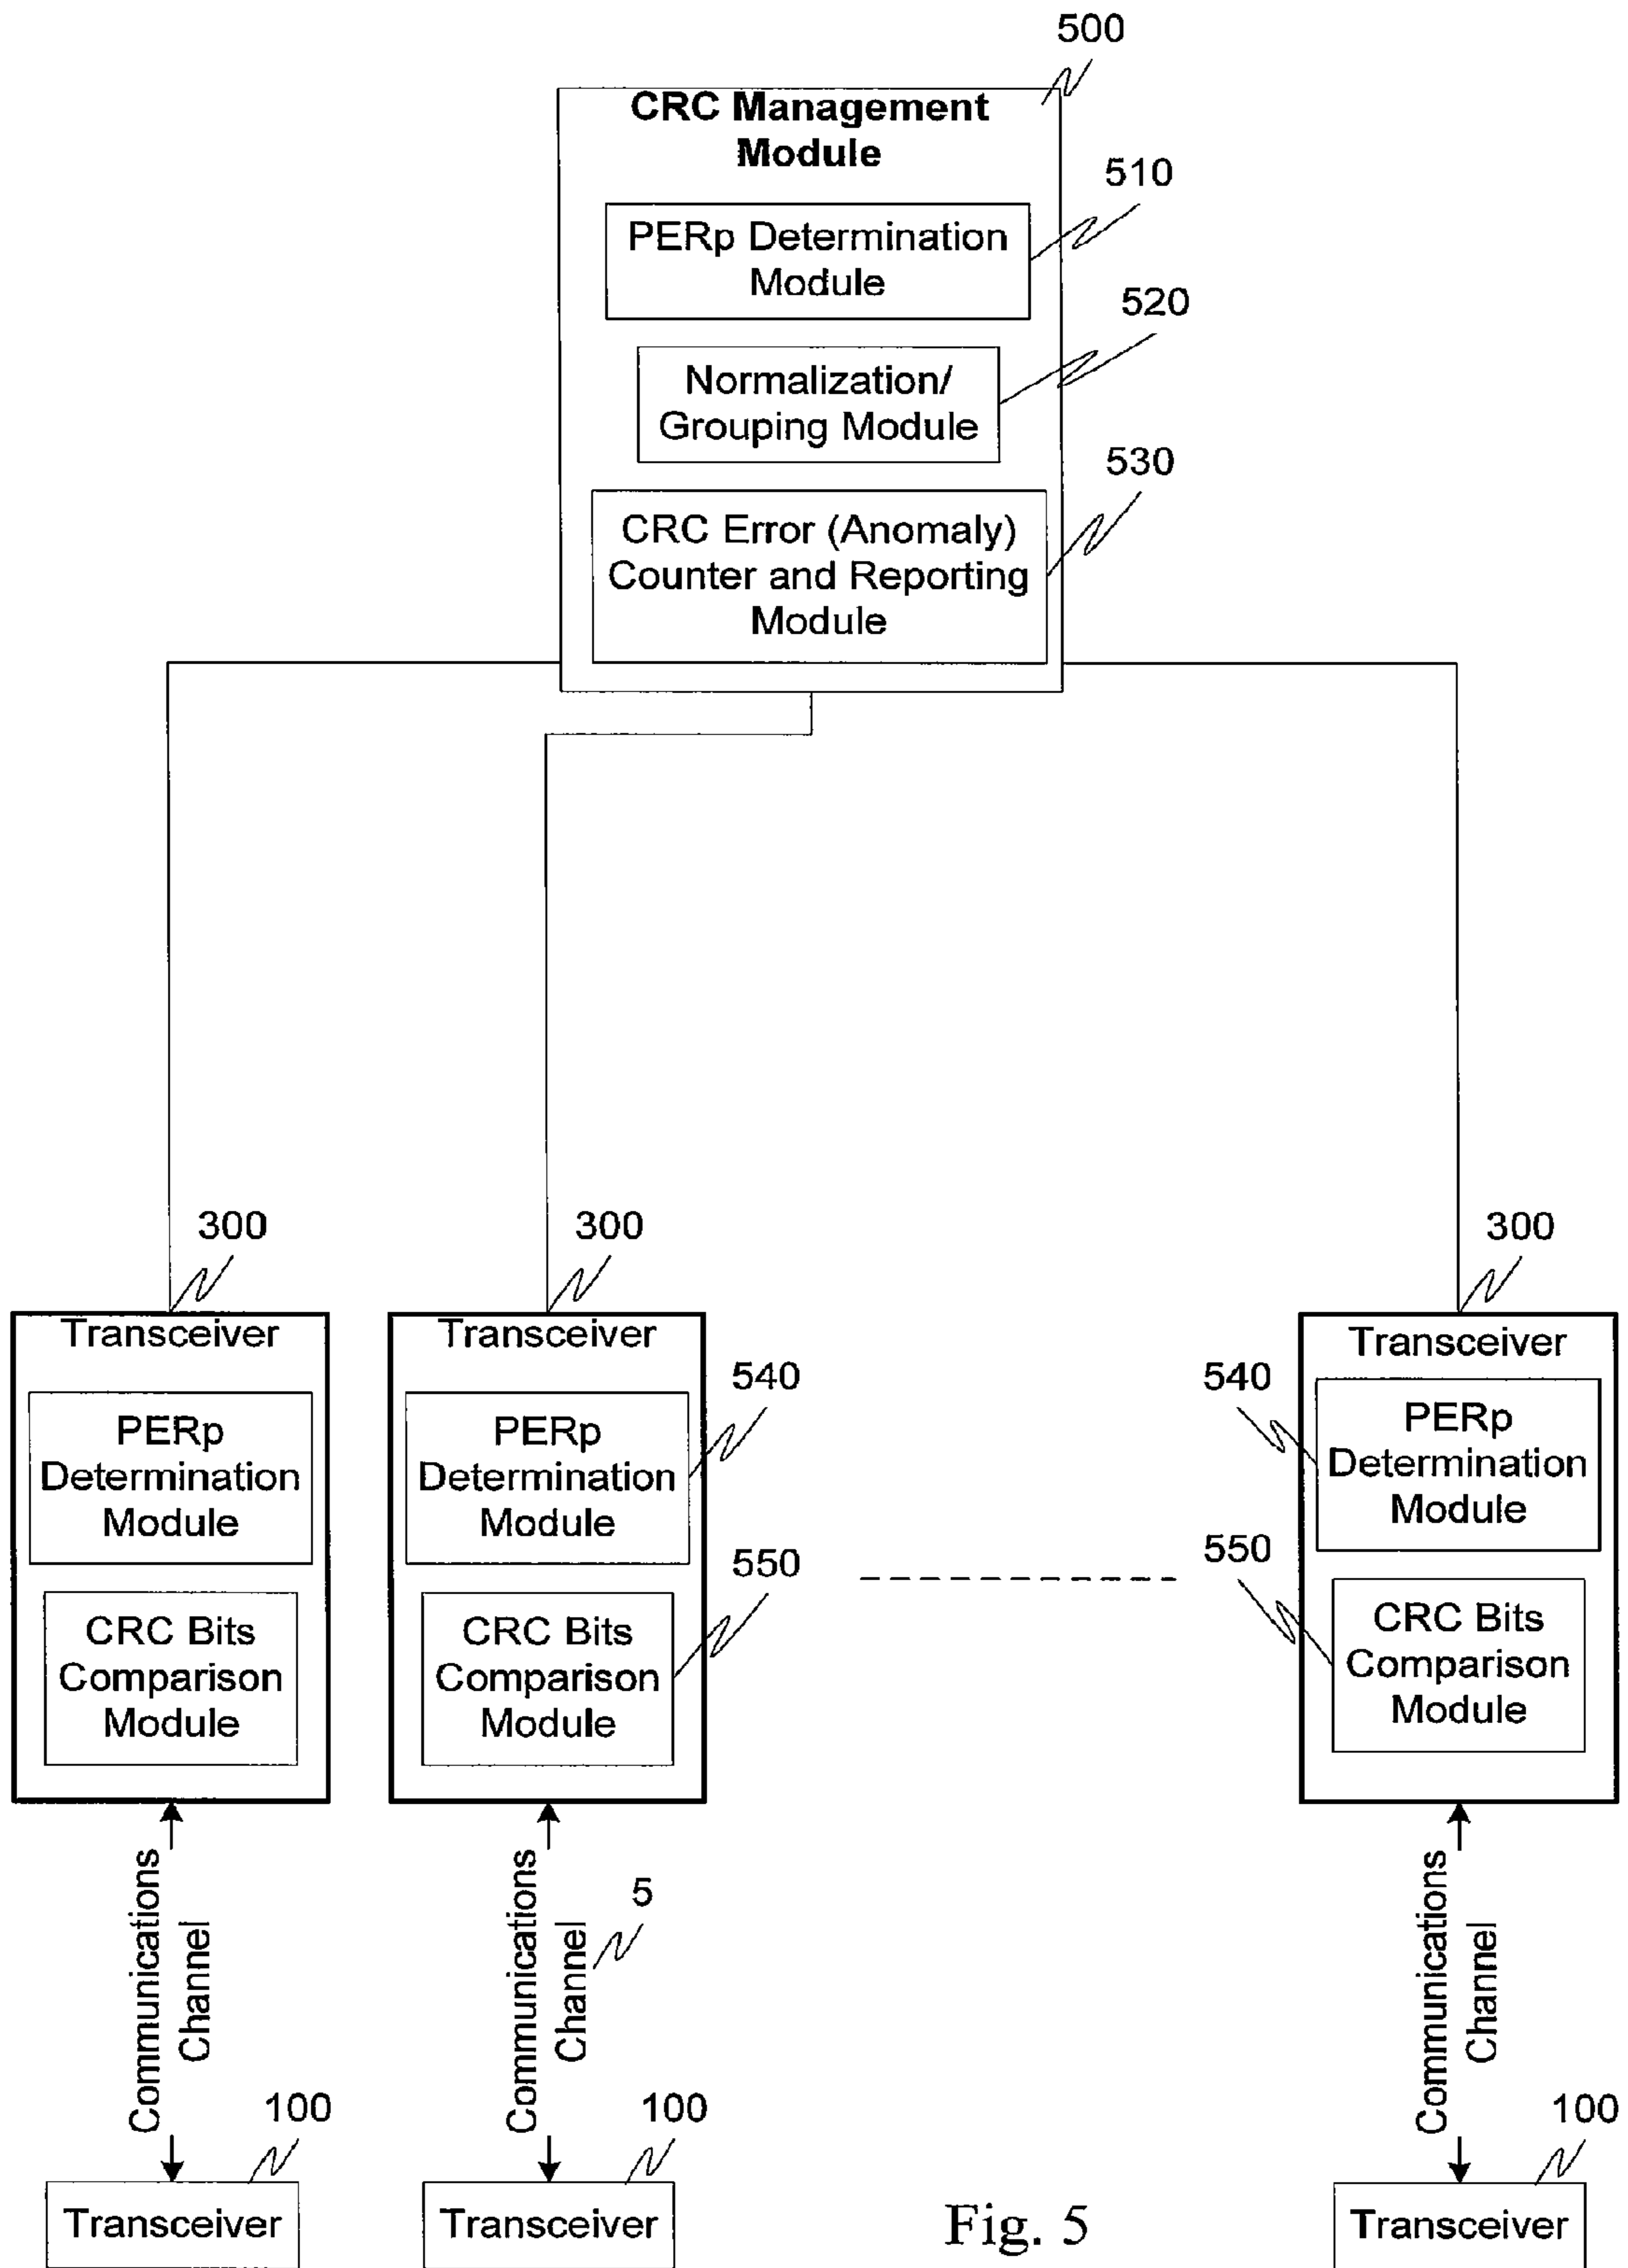 500
CRC Management
Module
510
PERp Determination
Module
520
Normalization/
Grouping Module
530
CRC Error (Anomaly)
Counter and Reporting
Module
300
300
300
Transceiver
PERp
Determination
Module
CRC Bits
Comparison
Module
Transceiver
540
PERp
Determination
Module
550
CRC Bits
Comparison
Module
Transceiver
540
PERp
Determination
Module
550
CRC Bits
Comparison
Module
Communications
Channel
Communications
Channel
5
Communications
Channel
100
100
100
Transceiver
Transceiver
Transceiver
Fig. 5